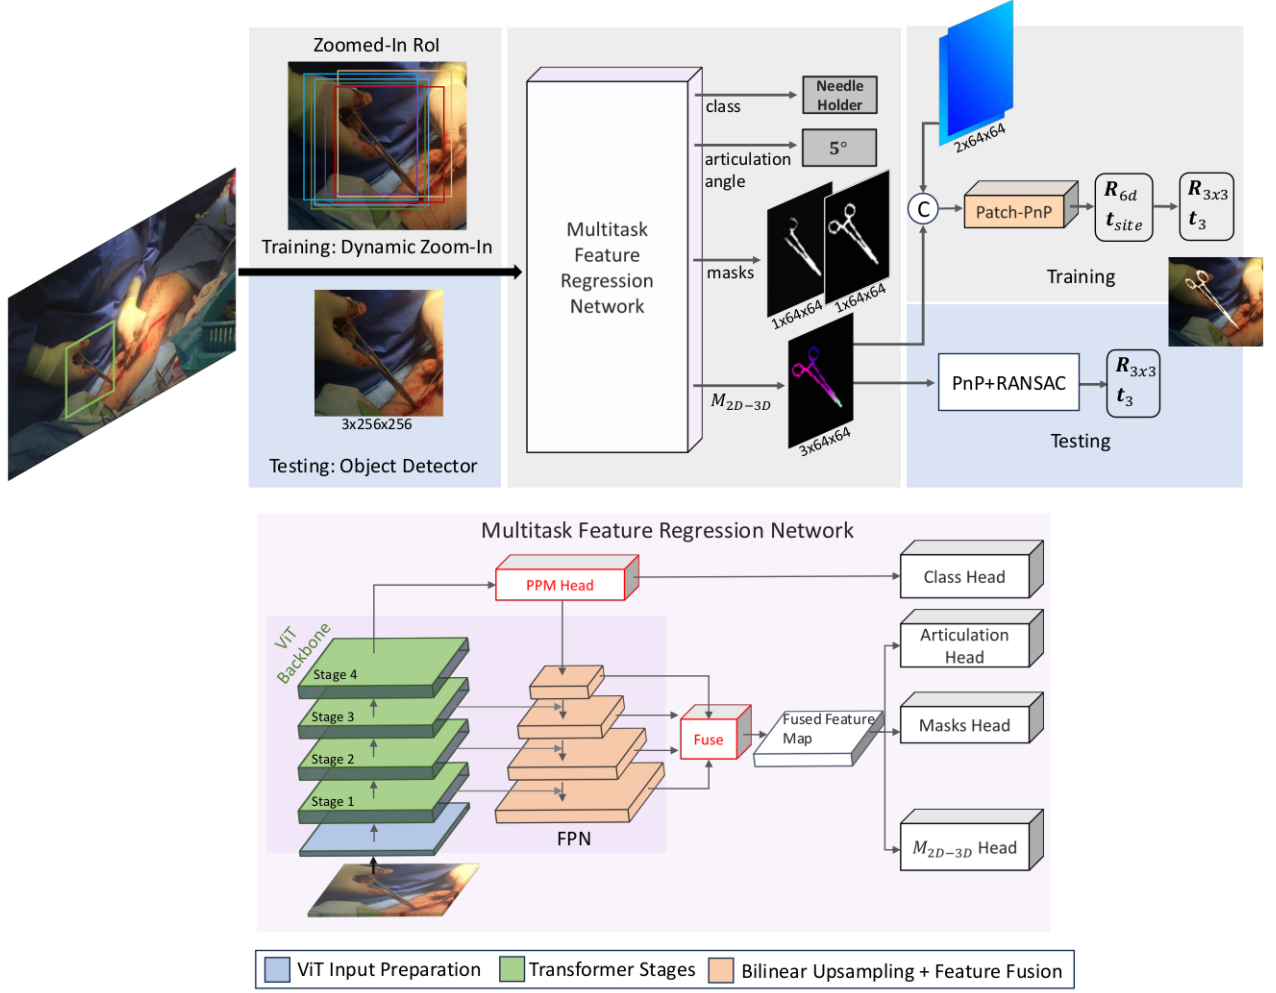 Zoomed-In RoI
Training: Dynamic Zoom-In
3x256x256
Testing: Object Detector
Multitask
Feature
Regression
Network
class
Needle
Holder
articulation
angle
5°
masks
1x64x64
1x64x64
M2D−3D
3x64x64
2x64x64
C
Patch-PnP
R6d
tsite
R3x3
t3
Training
PnP+RANSAC
R3x3
t3
Testing
Multitask Feature Regression Network
PPM Head
Class Head
ViT
Backbone
Articulation
Head
Stage 4
Stage 3
Stage 2
Stage 1
Fuse
Fused Feature
Map
Masks Head
FPN
M2D−3D Head
ViT Input Preparation
Transformer Stages
Bilinear Upsampling + Feature Fusion